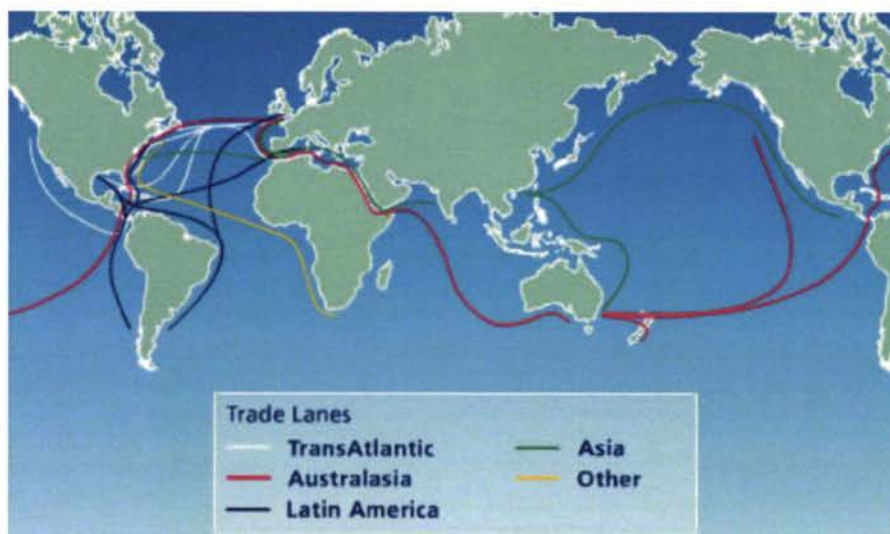 Trade Lanes
TransAtlantic
Asia
Australasia
Other
Latin America